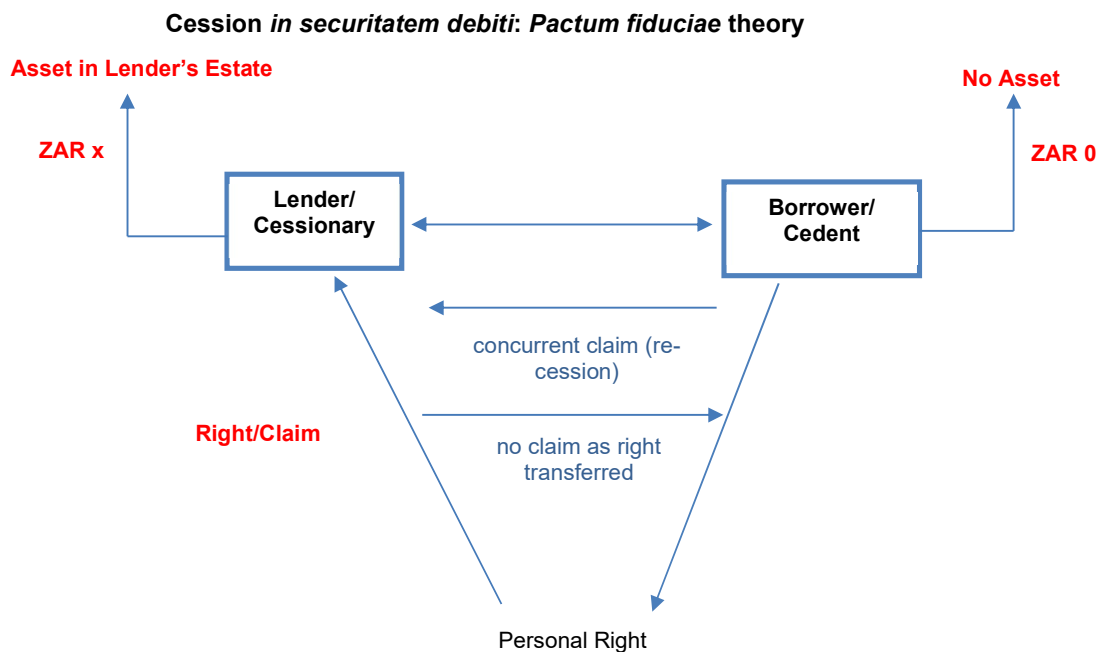 Cession in securitatem debiti: Pactum fiduciae theory
Asset in Lender's Estate
No Asset
ZAR x
ZAR 0
Lender/
Cessionary
Borrower/
Cedent
concurrent claim (re-
cession)
Right/Claim
no claim as right
transferred
Personal Right